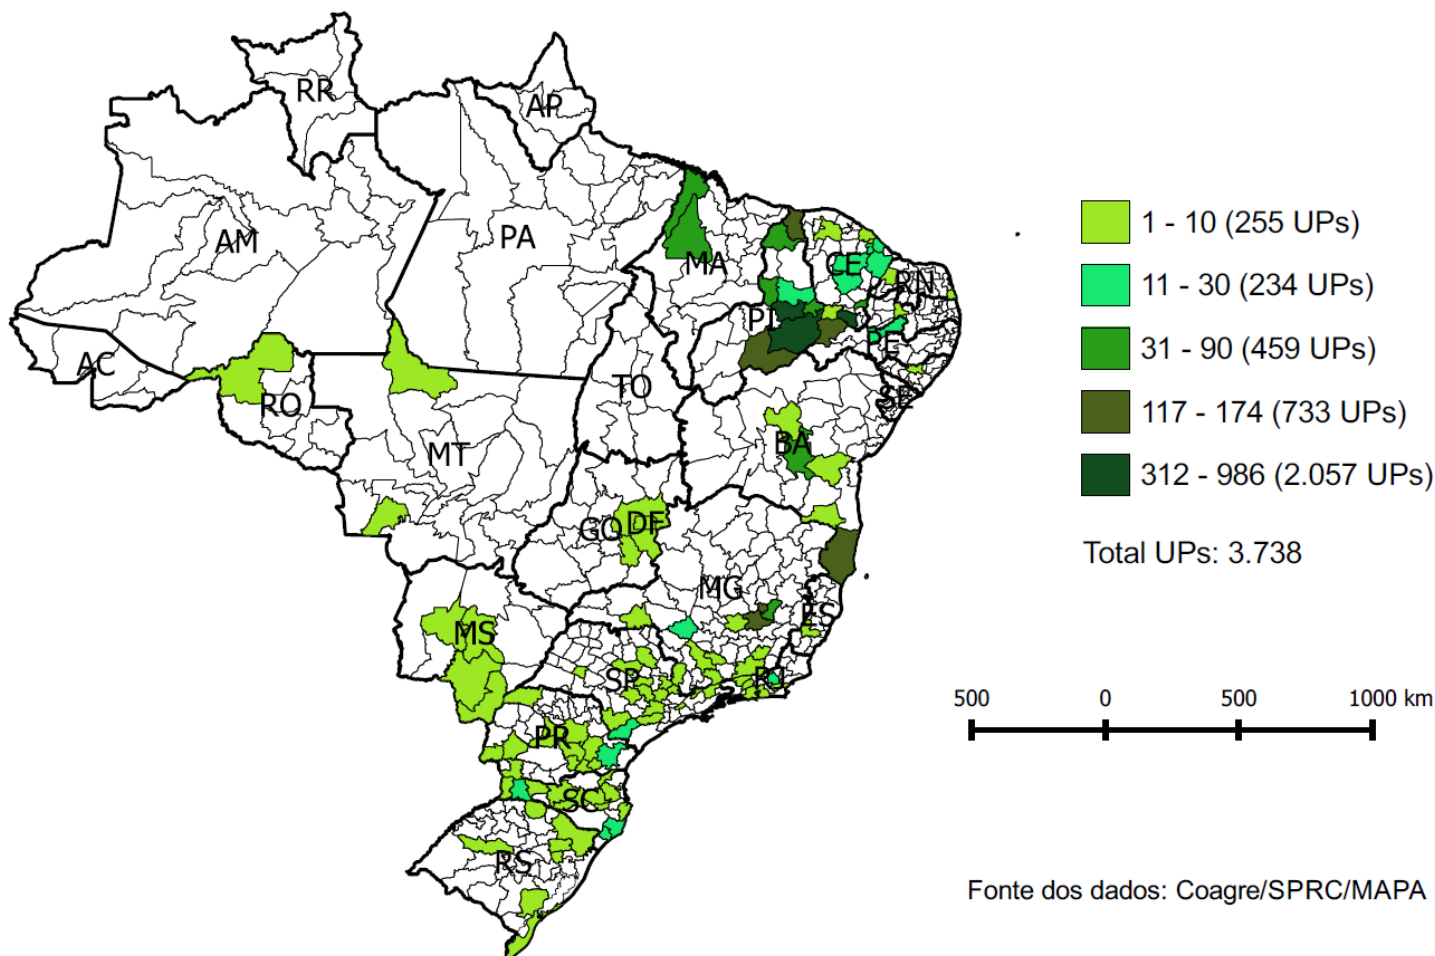 RR
AP
AM
PA
MA
CE
RN
PI
PE
AC
RO
TO
SE
MT
BA
GO
DF
MG
ES
MS
SP
RJ
PR
SC
RS
1 - 10 (255 UPs)
11 - 30 (234 UPs)
31 - 90 (459 UPs)
117 - 174 (733 UPs)
312 - 986 (2.057 UPs)
Total UPs: 3.738
500 0 500 1000 km
Fonte dos dados: Coagre/SPRC/MAPA